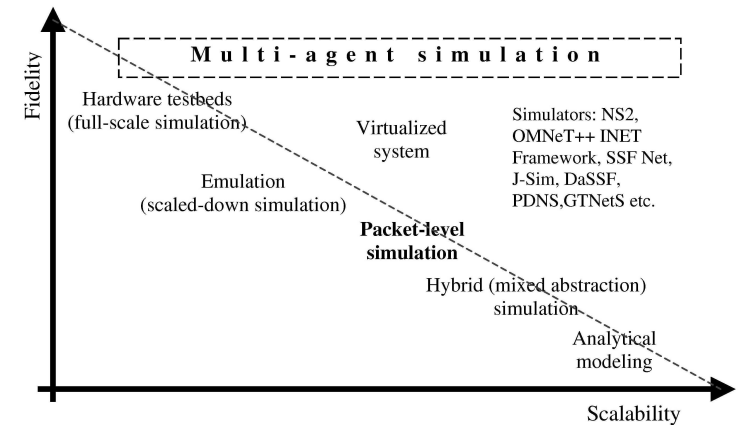 Multi-agent simulation
Fidelity
Hardware testbeds
(full-scale simulation)
Virtualized
system
Simulators: NS2,
OMNeT++ INET
Framework, SSF Net,
J-Sim, DaSSF,
PDNS,GTNetS etc.
Emulation
(scaled-down simulation)
Packet-level
simulation
Hybrid (mixed abstraction)
simulation
Analytical
modeling
Scalability